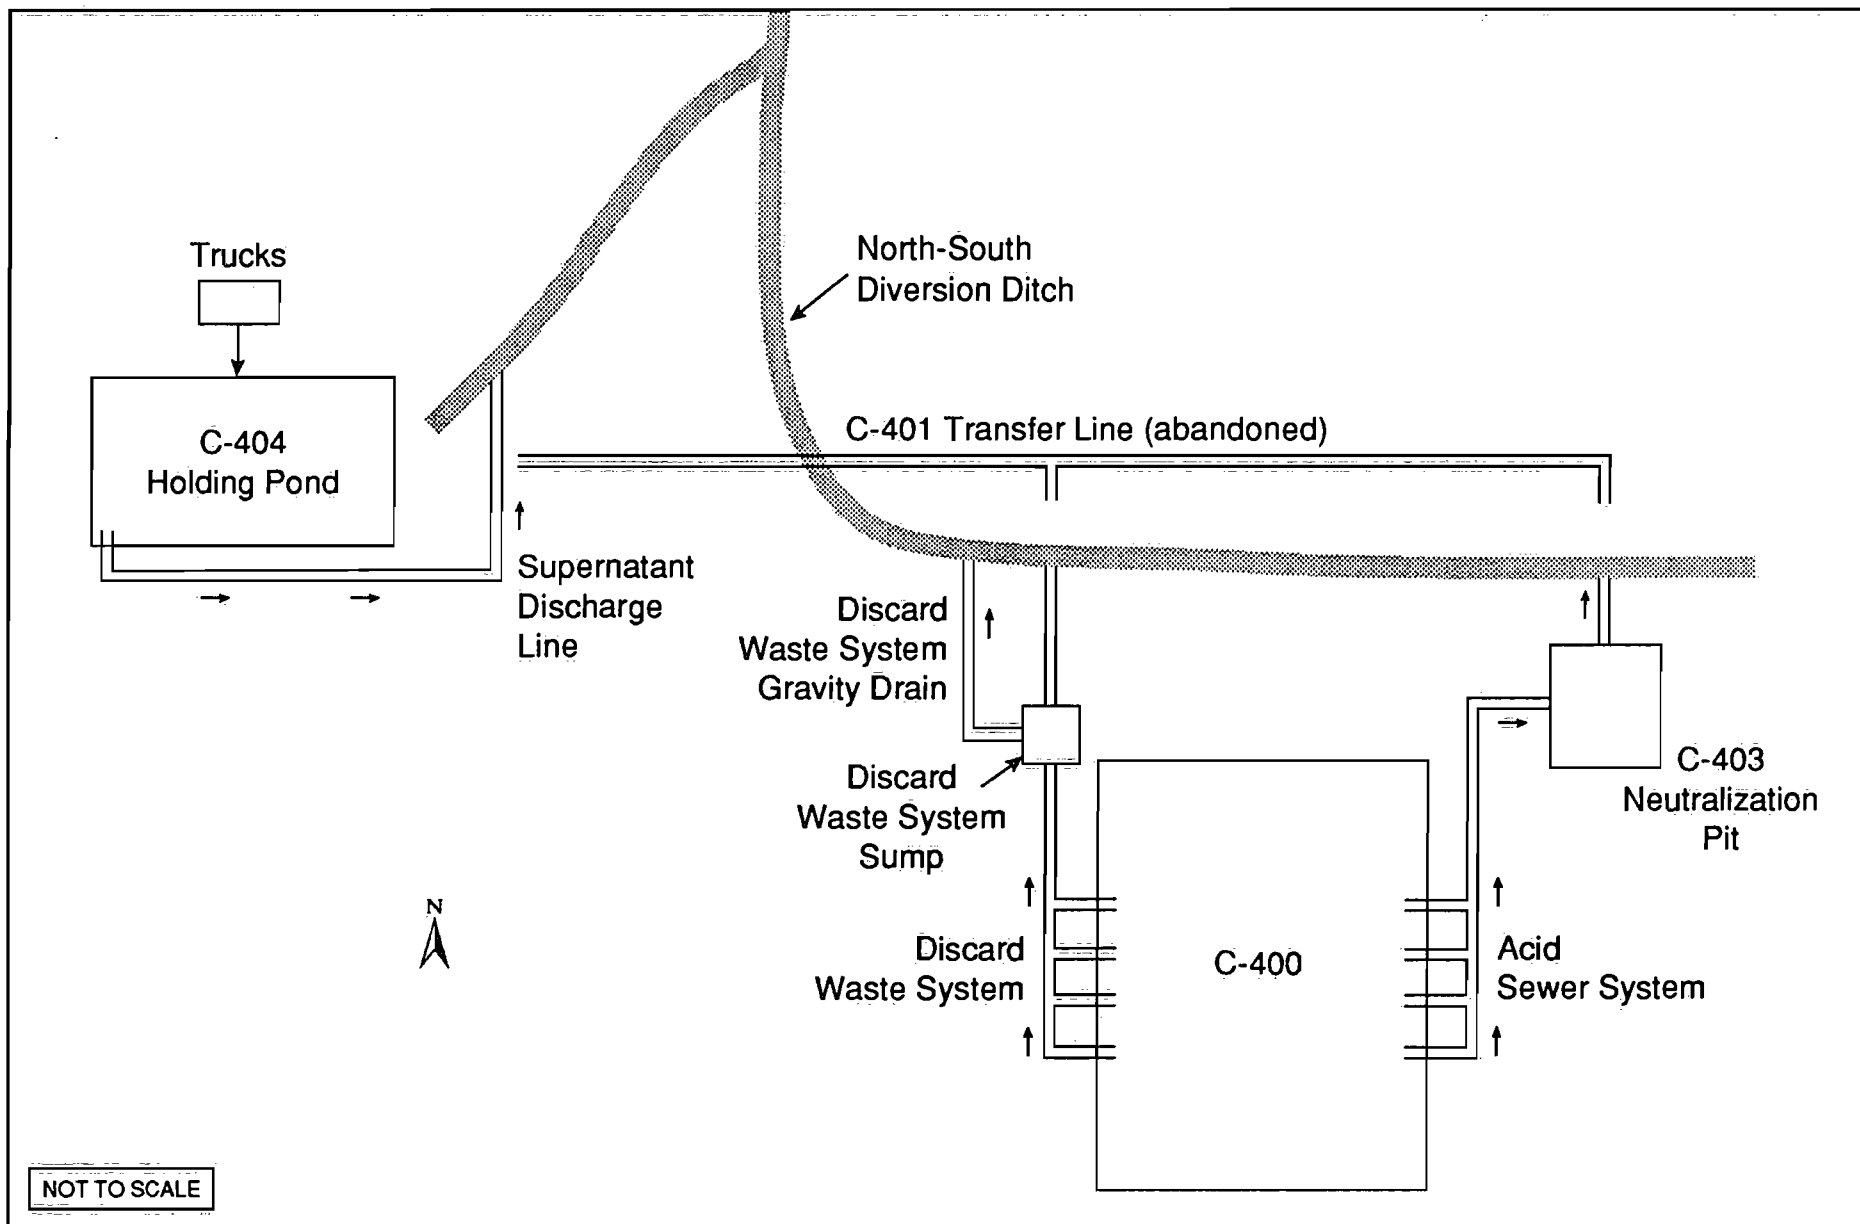 Trucks
North-South
Diversion Ditch
C-401 Transfer Line (abandoned)
C-404
Holding Pond
Supernatant
Discharge
Line
Discard
Waste System
Gravity Drain
Discard
Waste System
Sump
C-403
Neutralization
Pit
N
Discard
Waste System
C-400
Acid
Sewer System
NOT TO SCALE